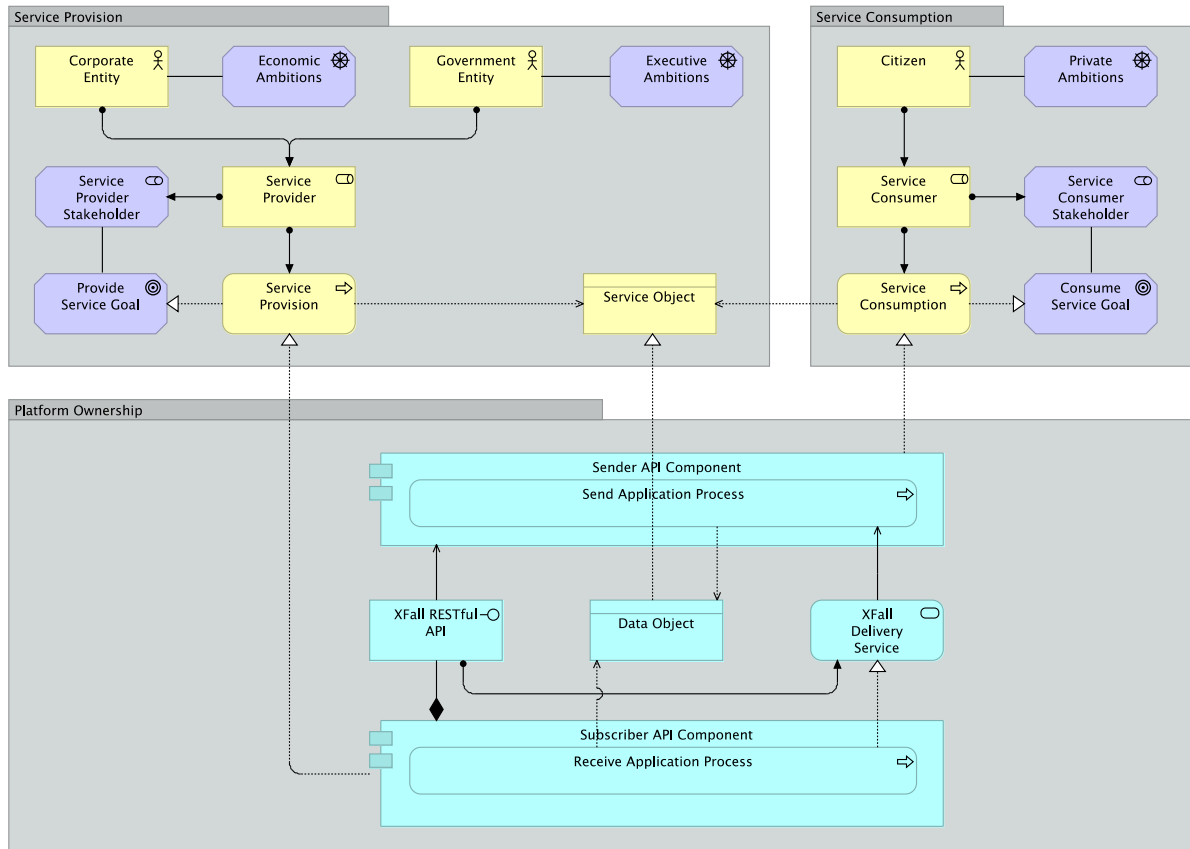 Service Provision
Service Consumption
Corporate
Entity
Economic
Ambitions
Government
Entity
Executive
Ambitions
Citizen
Private
Ambitions
Service
Provider
Stakeholder
Service
Provider
Service
Consumer
Service
Consumer
Stakeholder
Provide
Service Goal
Service
Provision
Service Object
Service
Consumption
Consume
Service Goal
Platform Ownership
Sender API Component
Send Application Process
XFall RESTful
API
Data Object
XFall
Delivery
Service
Subscriber API Component
Receive Application Process